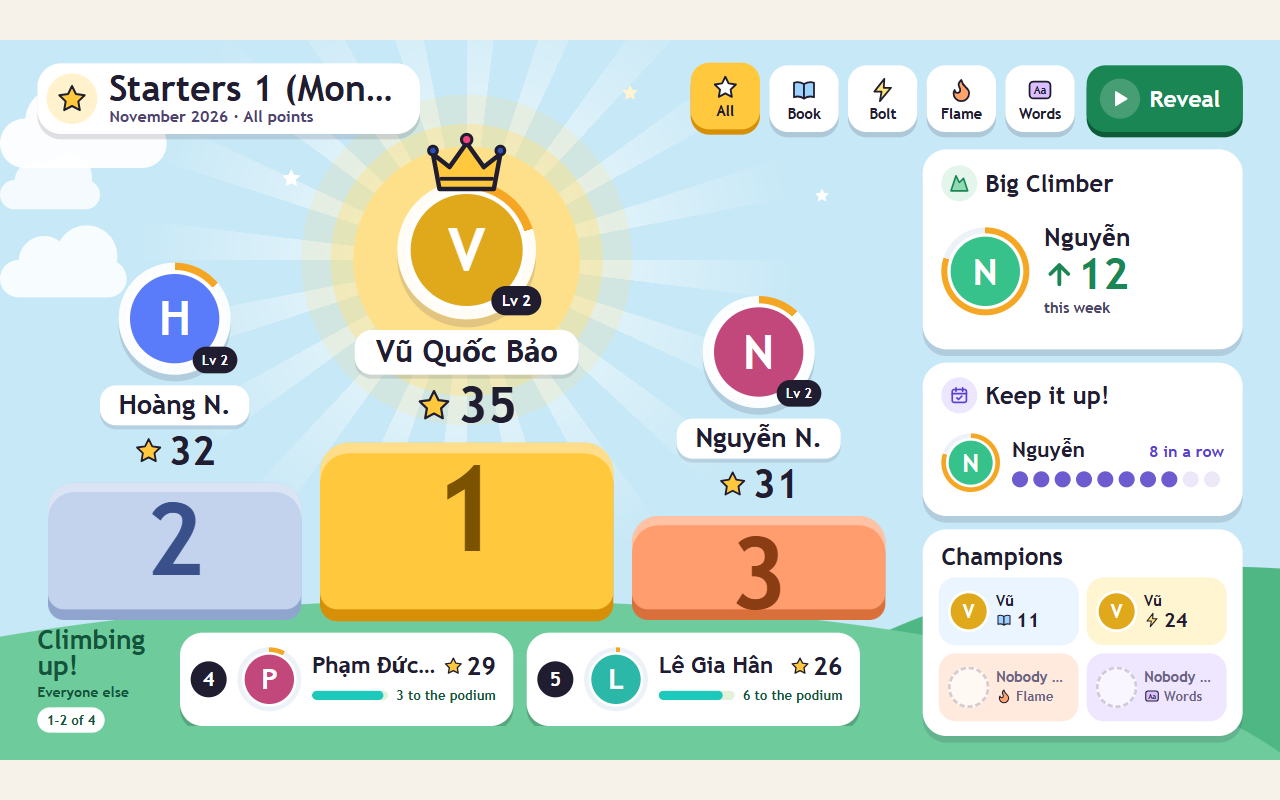 Starters 1 (Mon...
November 2026 · All points
All
Book
Bolt
Flame
Aa
Words
Reveal
V
Lv 2
Vũ Quốc Bảo
35
1
H
Lv 2
Hoàng N.
32
2
N
Lv 2
Nguyễn N.
31
3
Big Climber
N
Nguyễn
12
this week
Keep it up!
N
Nguyễn
8 in a row
Champions
V
Vũ
11
V
Vũ
24
Nobody ...
Flame
Nobody ...
Aa
Words
Climbing up!
Everyone else
1-2 of 4
4
P
Phạm Đức...
29
3 to the podium
5
L
Lê Gia Hân
26
6 to the podium